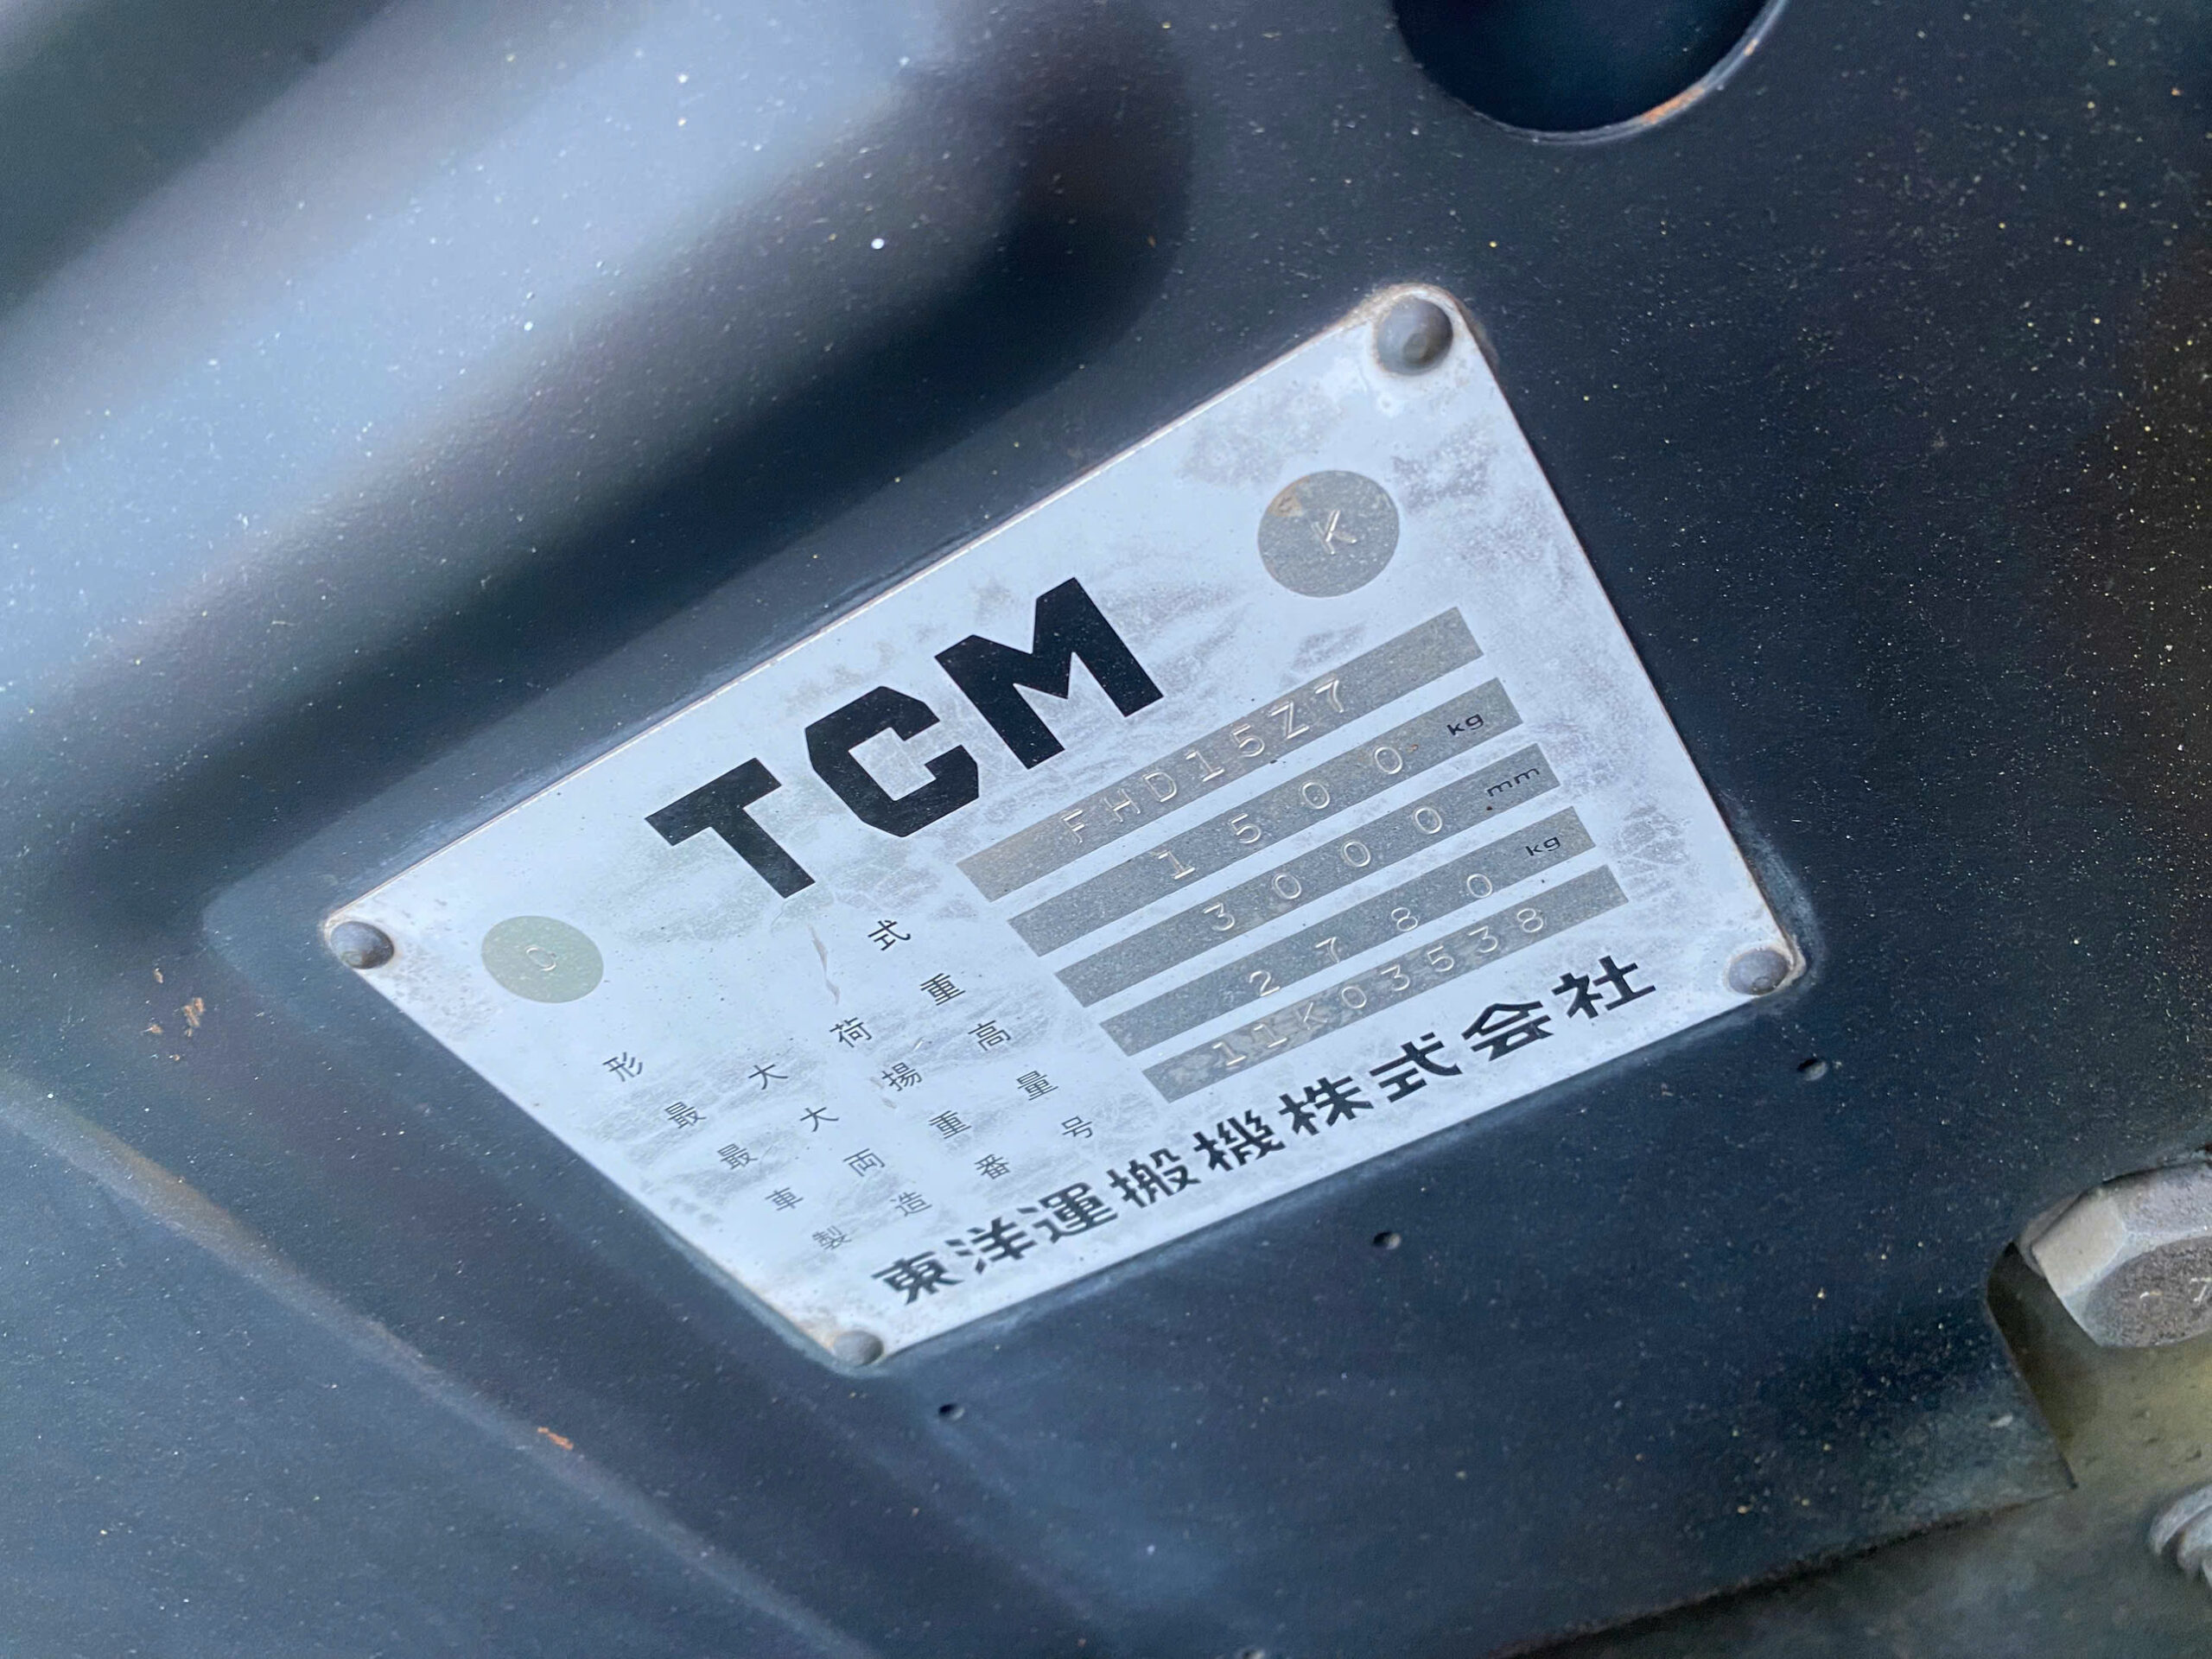 K
O
TCM
形式 FHD15Z7
最大荷重 1500 kg
最大揚高 3000 mm
車両重量 2780 kg
製造番号 11K03538
東洋運搬機株式会社